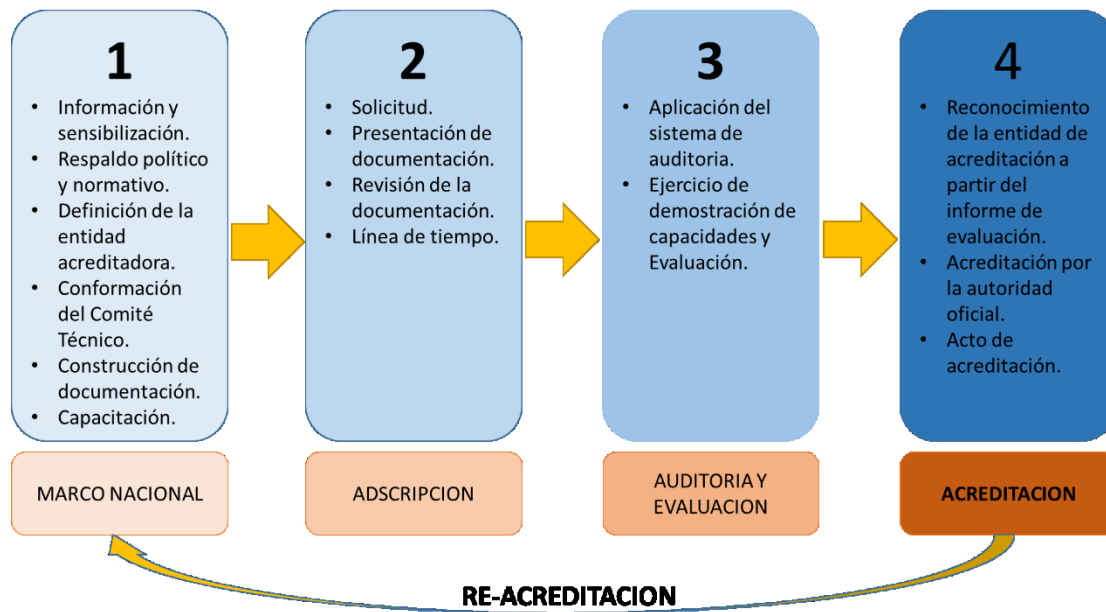 1
• Información y
sensibilización.
• Respaldo político
y normativo.
• Definición de la
entidad
acreditadora.
• Conformación
del Comité
Técnico.
• Construcción de
documentación.
• Capacitación.
MARCO NACIONAL
2
• Solicitud.
• Presentación de
documentación.
• Revisión de la
documentación.
• Línea de tiempo.
ADSCRIPCION
3
• Aplicación del
sistema de
auditoria.
• Ejercicio de
demostración de
capacidades y
Evaluación.
AUDITORIA Y
EVALUACION
4
• Reconocimiento
de la entidad de
acreditación a
partir del
informe de
evaluación.
• Acreditación por
la autoridad
oficial.
• Acto de
acreditación.
ACREDITACION
RE-ACREDITACION